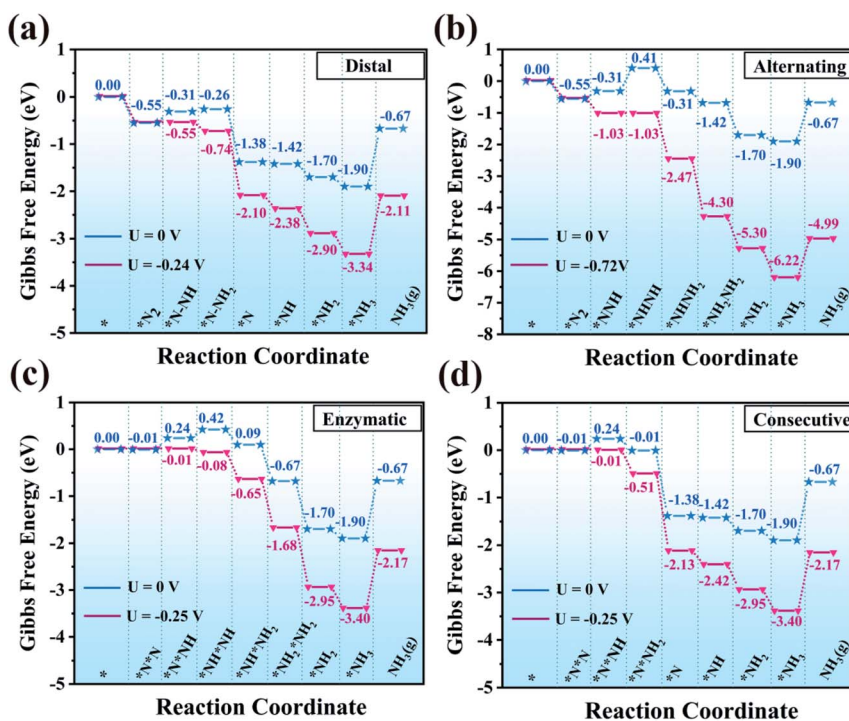 (a)
Distal
Gibbs Free Energy (eV)
1
0
-1
-2
-3
-4
-5
0.00
-0.55
-0.31
-0.26
-1.38
-1.42
-1.70
-1.90
-0.67
-0.55
-0.74
-2.10
-2.38
-2.90
-3.34
-2.11
U = 0 V
U = -0.24 V
*
*N2
*N-NH
*N-NH2
*N
*NH
*NH2
*NH3
NH3(g)
Reaction Coordinate
(b)
Alternating
Gibbs Free Energy (eV)
1
0
-1
-2
-3
-4
-5
-6
-7
-8
0.00
-0.55
-0.31
0.41
-0.31
-1.42
-1.70
-1.90
-0.67
-1.03
-1.03
-2.47
-4.30
-5.30
-6.22
-4.99
U = 0 V
U = -0.72V
*
*N2
*NNH
*NHNH
*NHNH2
*NH2NH2
*NH2
*NH3
NH3(g)
Reaction Coordinate
(c)
Enzymatic
Gibbs Free Energy (eV)
1
0
-1
-2
-3
-4
-5
0.00
-0.01
0.24
0.42
0.09
-0.67
-1.70
-1.90
-0.67
-0.01
-0.08
-0.65
-1.68
-2.95
-3.40
-2.17
U = 0 V
U = -0.25 V
*
*N*N
*N*NH
*NH*NH
*NH*NH2
*NH2*NH2
*NH2
*NH3
NH3(g)
Reaction Coordinate
(d)
Consecutive
Gibbs Free Energy (eV)
1
0
-1
-2
-3
-4
-5
0.00
-0.01
0.24
-0.01
-1.38
-1.42
-1.70
-1.90
-0.67
-0.01
-0.51
-2.13
-2.42
-2.95
-3.40
-2.17
U = 0 V
U = -0.25 V
*
*N*N
*N*NH
*N*NH2
*N
*NH
*NH2
*NH3
NH3(g)
Reaction Coordinate